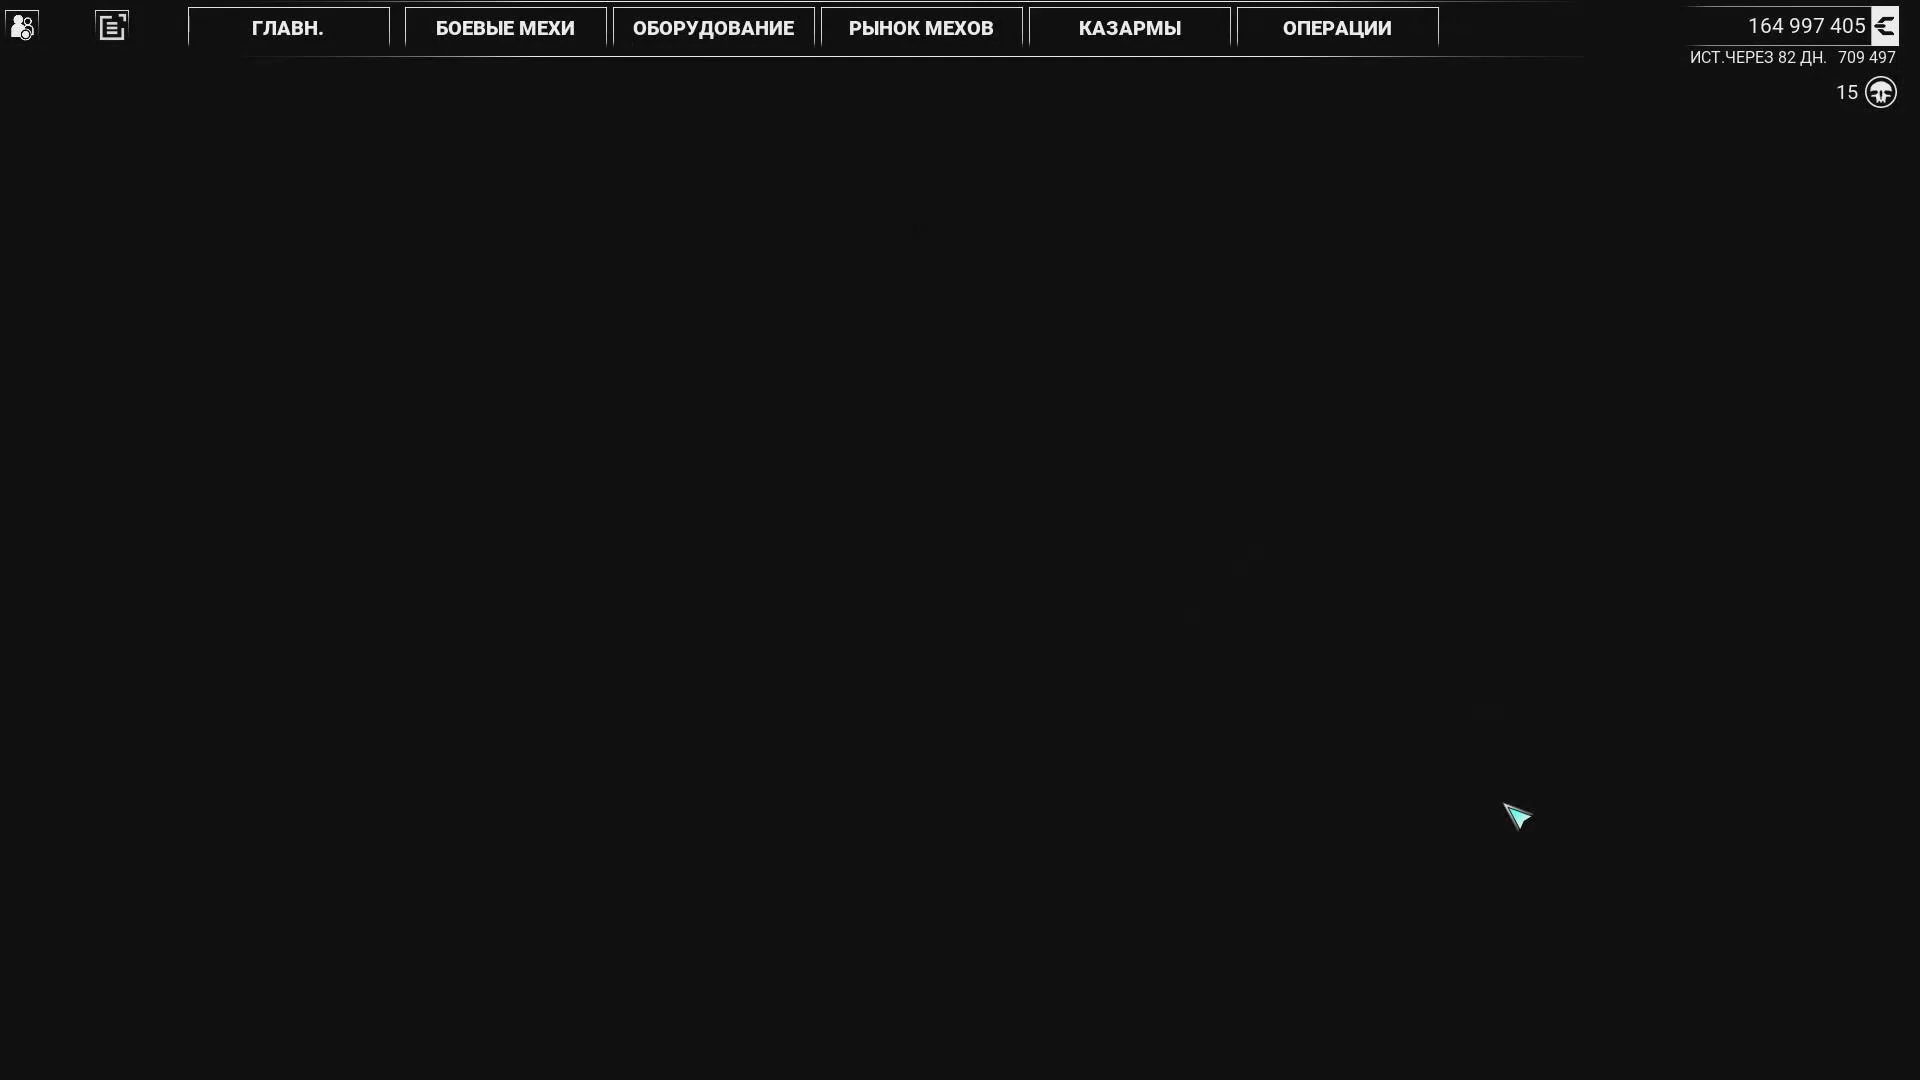 ГЛАВН.
БОЕВЫЕ МЕХИ
ОБОРУДОВАНИЕ
РЫНОК МЕХОВ
КАЗАРМЫ
ОПЕРАЦИИ
164 997 405
ИСТ.ЧЕРЕЗ 82 ДН. 709 497
15